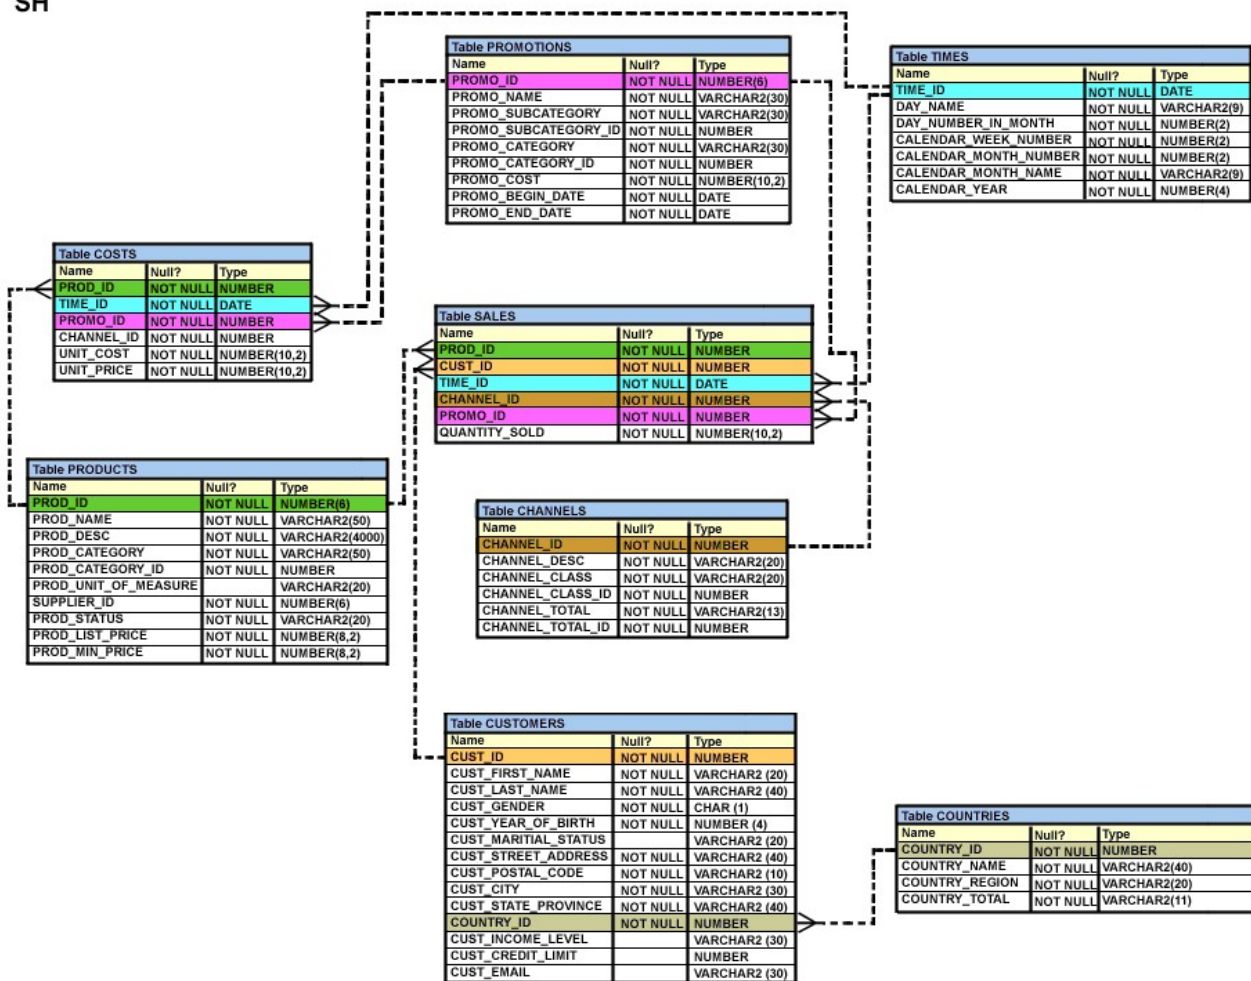 SH
Table PROMOTIONS
Name Null? Type
PROMO_ID NOT NULL NUMBER(6)
PROMO_NAME NOT NULL VARCHAR2(30)
PROMO_SUBCATEGORY NOT NULL VARCHAR2(30)
PROMO_SUBCATEGORY_ID NOT NULL NUMBER
PROMO_CATEGORY NOT NULL VARCHAR2(30)
PROMO_CATEGORY_ID NOT NULL NUMBER
PROMO_COST NOT NULL NUMBER(10,2)
PROMO_BEGIN_DATE NOT NULL DATE
PROMO_END_DATE NOT NULL DATE
Table TIMES
Name Null? Type
TIME_ID NOT NULL DATE
DAY_NAME NOT NULL VARCHAR2(9)
DAY_NUMBER_IN_MONTH NOT NULL NUMBER(2)
CALENDAR_WEEK_NUMBER NOT NULL NUMBER(2)
CALENDAR_MONTH_NUMBER NOT NULL NUMBER(2)
CALENDAR_MONTH_NAME NOT NULL VARCHAR2(9)
CALENDAR_YEAR NOT NULL NUMBER(4)
Table COSTS
Name Null? Type
PROD_ID NOT NULL NUMBER
TIME_ID NOT NULL DATE
PROMO_ID NOT NULL NUMBER
CHANNEL_ID NOT NULL NUMBER
UNIT_COST NOT NULL NUMBER(10,2)
UNIT_PRICE NOT NULL NUMBER(10,2)
Table SALES
Name Null? Type
PROD_ID NOT NULL NUMBER
CUST_ID NOT NULL NUMBER
TIME_ID NOT NULL DATE
CHANNEL_ID NOT NULL NUMBER
PROMO_ID NOT NULL NUMBER
QUANTITY_SOLD NOT NULL NUMBER(10,2)
Table PRODUCTS
Name Null? Type
PROD_ID NOT NULL NUMBER(6)
PROD_NAME NOT NULL VARCHAR2(50)
PROD_DESC NOT NULL VARCHAR2(4000)
PROD_CATEGORY NOT NULL VARCHAR2(50)
PROD_CATEGORY_ID NOT NULL NUMBER
PROD_UNIT_OF_MEASURE VARCHAR2(20)
SUPPLIER_ID NOT NULL NUMBER(6)
PROD_STATUS NOT NULL VARCHAR2(20)
PROD_LIST_PRICE NOT NULL NUMBER(8,2)
PROD_MIN_PRICE NOT NULL NUMBER(8,2)
Table CHANNELS
Name Null? Type
CHANNEL_ID NOT NULL NUMBER
CHANNEL_DESC NOT NULL VARCHAR2(20)
CHANNEL_CLASS NOT NULL VARCHAR2(20)
CHANNEL_CLASS_ID NOT NULL NUMBER
CHANNEL_TOTAL NOT NULL VARCHAR2(13)
CHANNEL_TOTAL_ID NOT NULL NUMBER
Table CUSTOMERS
Name Null? Type
CUST_ID NOT NULL NUMBER
CUST_FIRST_NAME NOT NULL VARCHAR2 (20)
CUST_LAST_NAME NOT NULL VARCHAR2 (40)
CUST_GENDER NOT NULL CHAR (1)
CUST_YEAR_OF_BIRTH NOT NULL NUMBER (4)
CUST_MARITIAL_STATUS VARCHAR2 (20)
CUST_STREET_ADDRESS NOT NULL VARCHAR2 (40)
CUST_POSTAL_CODE NOT NULL VARCHAR2 (10)
CUST_CITY NOT NULL VARCHAR2 (30)
CUST_STATE_PROVINCE NOT NULL VARCHAR2 (40)
COUNTRY_ID NOT NULL NUMBER
CUST_INCOME_LEVEL VARCHAR2 (30)
CUST_CREDIT_LIMIT NUMBER
CUST_EMAIL VARCHAR2 (30)
Table COUNTRIES
Name Null? Type
COUNTRY_ID NOT NULL NUMBER
COUNTRY_NAME NOT NULL VARCHAR2(40)
COUNTRY_REGION NOT NULL VARCHAR2(20)
COUNTRY_TOTAL NOT NULL VARCHAR2(11)